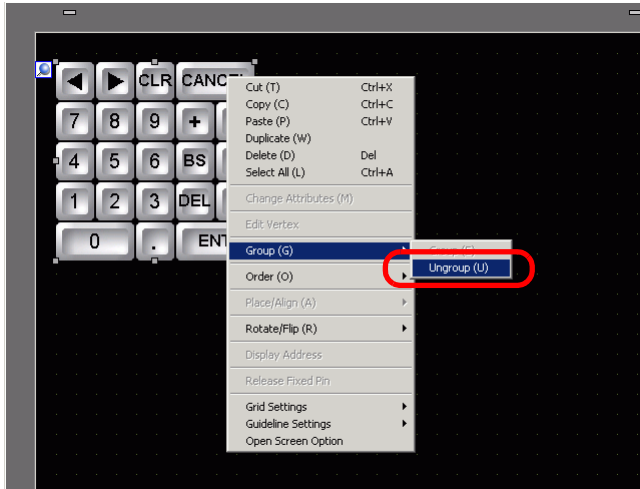 CLR
7 8 9 +
4 5 6 BS
1 2 3 DEL
0 .
Cut (T) Ctrl+X
Copy (C) Ctrl+C
Paste (P) Ctrl+V
Duplicate (W)
Delete (D) Del
Select All (L) Ctrl+A
Change Attributes (M)
Edit Vertex
Group (G)
Ungroup (U)
Order (O)
Place/Align (A)
Rotate/Flip (R)
Display Address
Release Fixed Pin
Grid Settings
Guideline Settings
Open Screen Option